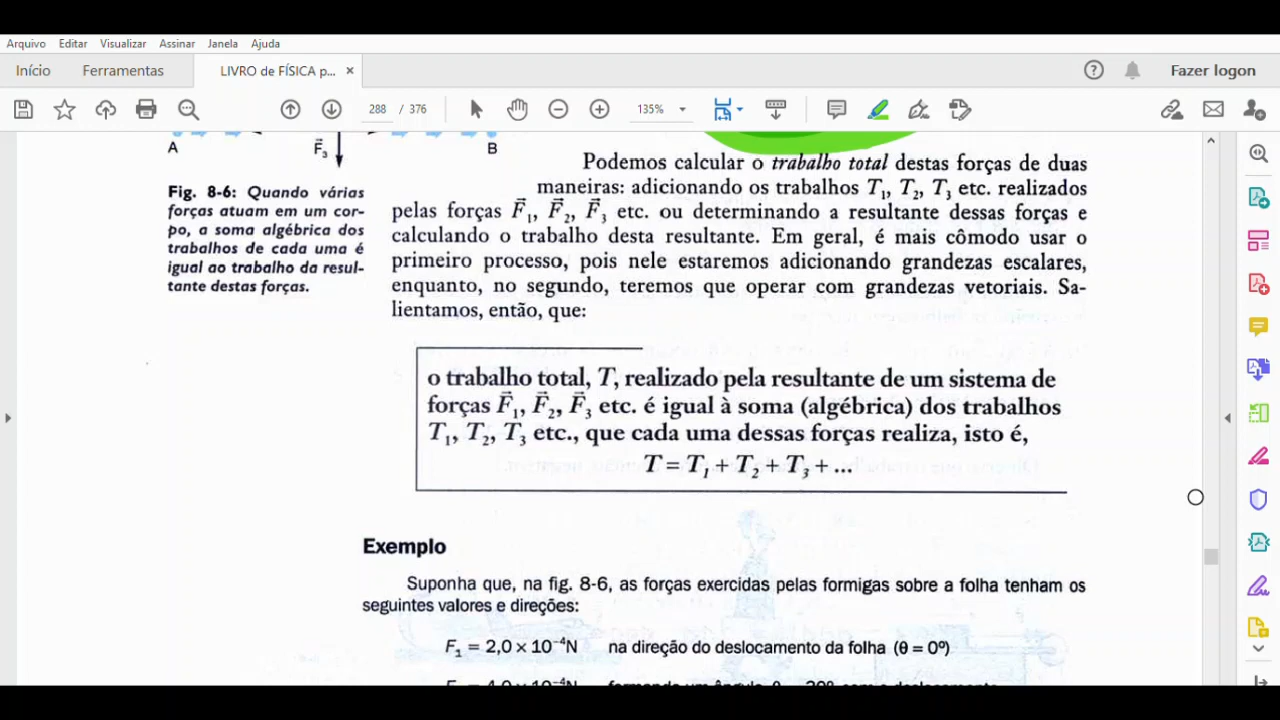 Arquivo Editar Visualizar Assinar Janela Ajuda
Início Ferramentas LIVRO de FÍSICA p... × Fazer logon
288 / 376 135%
A F₃ B
Fig. 8-6: Quando várias
forças atuam em um cor-
po, a soma algébrica dos
trabalhos de cada uma é
igual ao trabalho da resul-
tante destas forças.
Podemos calcular o trabalho total destas forças de duas
maneiras: adicionando os trabalhos T₁, T₂, T₃ etc. realizados
pelas forças F⃗₁, F⃗₂, F⃗₃ etc. ou determinando a resultante dessas forças e
calculando o trabalho desta resultante. Em geral, é mais cômodo usar o
primeiro processo, pois nele estaremos adicionando grandezas escalares,
enquanto, no segundo, teremos que operar com grandezas vetoriais. Sa-
lientamos, então, que:
o trabalho total, T, realizado pela resultante de um sistema de
forças F⃗₁, F⃗₂, F⃗₃ etc. é igual à soma (algébrica) dos trabalhos
T₁, T₂, T₃ etc., que cada uma dessas forças realiza, isto é,
T = T₁ + T₂ + T₃ + ...
Exemplo
Suponha que, na fig. 8-6, as forças exercidas pelas formigas sobre a folha tenham os
seguintes valores e direções:
F₁ = 2,0 × 10⁻⁴N na direção do deslocamento da folha (θ = 0º)